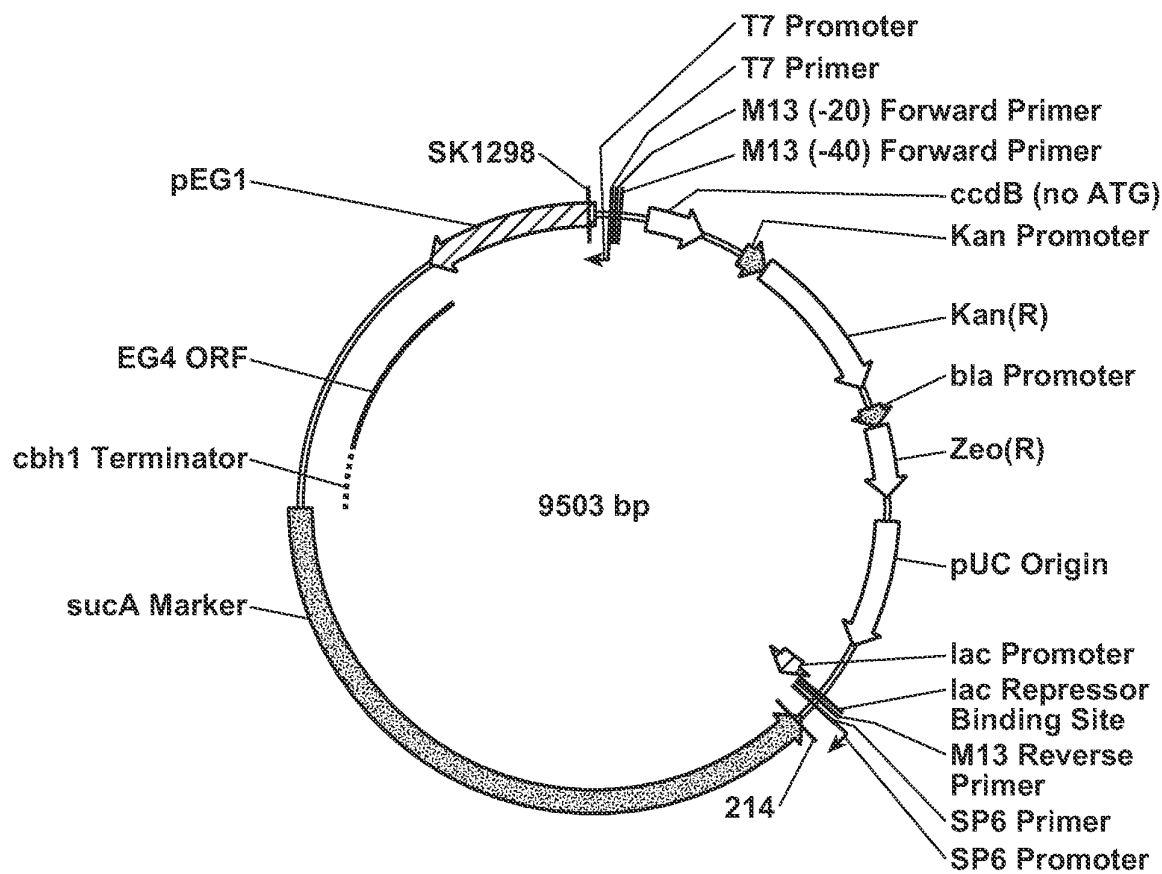 T7 Promoter
T7 Primer
M13 (-20) Forward Primer
M13 (-40) Forward Primer
SK1298
pEG1
ccdB (no ATG)
Kan Promoter
Kan(R)
EG4 ORF
bla Promoter
cbh1 Terminator
Zeo(R)
9503 bp
pUC Origin
sucA Marker
lac Promoter
lac Repressor
Binding Site
M13 Reverse
Primer
214
SP6 Primer
SP6 Promoter